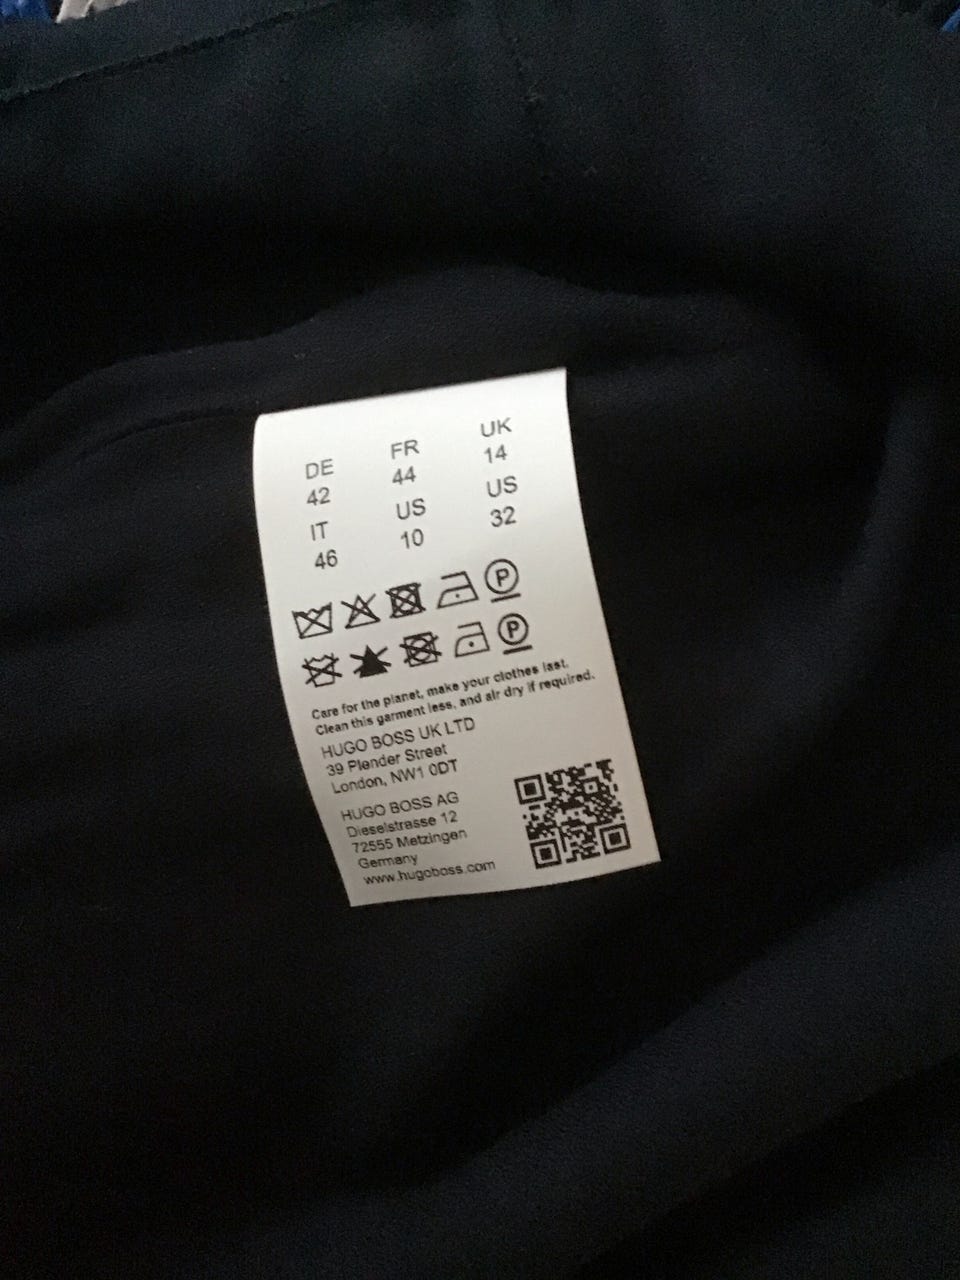 DE FR UK
42 44 14
IT US US
46 10 32
P
P
Care for the planet, make your clothes last.
Clean this garment less, and air dry if required.
HUGO BOSS UK LTD
39 Plender Street
London, NW1 0DT
HUGO BOSS AG
Dieselstrasse 12
72555 Metzingen
Germany
www.hugoboss.com